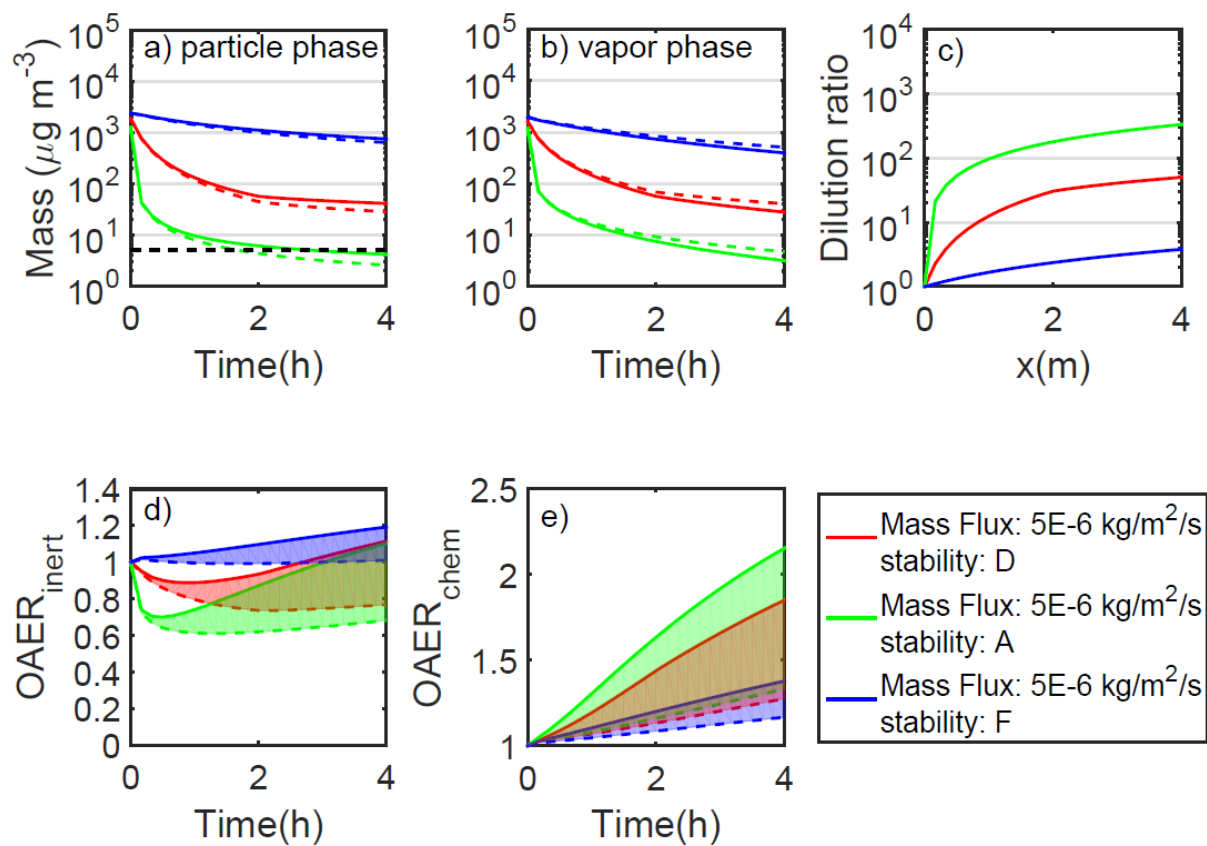 a) particle phase
b) vapor phase
c)
10^5
10^4
10^3
10^2
10^1
10^0
Mass (μg m^-3)
0 2 4
Time(h)
10^5
10^4
10^3
10^2
10^1
10^0
0 2 4
Time(h)
10^4
10^3
10^2
10^1
10^0
Dilution ratio
0 2 4
x(m)
d)
1.4
1.2
1
0.8
0.6
0.4
0.2
0
OAER_inert
0 2 4
Time(h)
e)
2.5
2
1.5
1
OAER_chem
0 2 4
Time(h)
Mass Flux: 5E-6 kg/m^2/s
stability: D
Mass Flux: 5E-6 kg/m^2/s
stability: A
Mass Flux: 5E-6 kg/m^2/s
stability: F